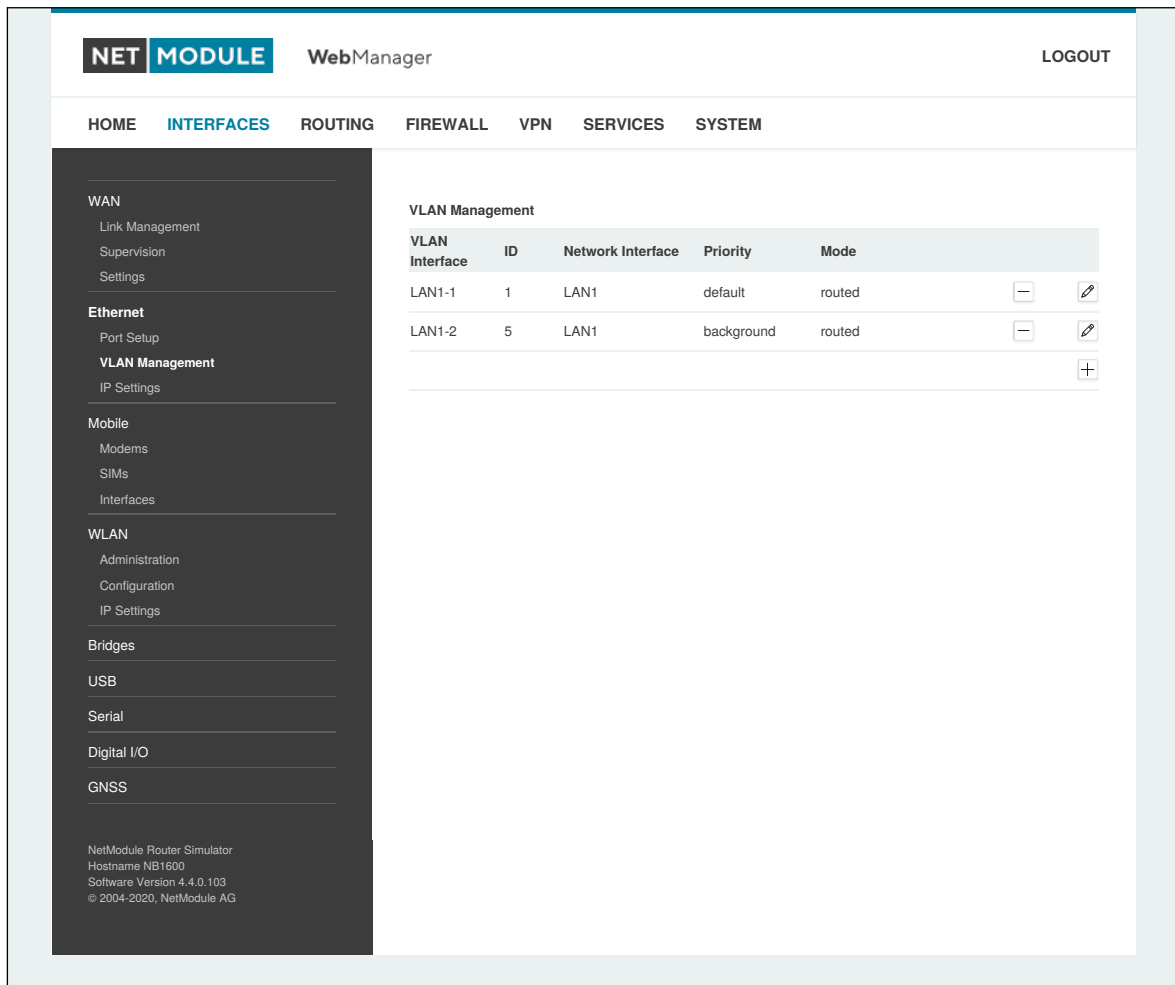 NET MODULE WebManager LOGOUT
HOME INTERFACES ROUTING FIREWALL VPN SERVICES SYSTEM
WAN
Link Management
Supervision
Settings
Ethernet
Port Setup
VLAN Management
IP Settings
Mobile
Modems
SIMs
Interfaces
WLAN
Administration
Configuration
IP Settings
Bridges
USB
Serial
Digital I/O
GNSS
NetModule Router Simulator
Hostname NB1600
Software Version 4.4.0.103
© 2004-2020, NetModule AG
VLAN Management
VLAN Interface ID Network Interface Priority Mode
LAN1-1 1 LAN1 default routed
LAN1-2 5 LAN1 background routed